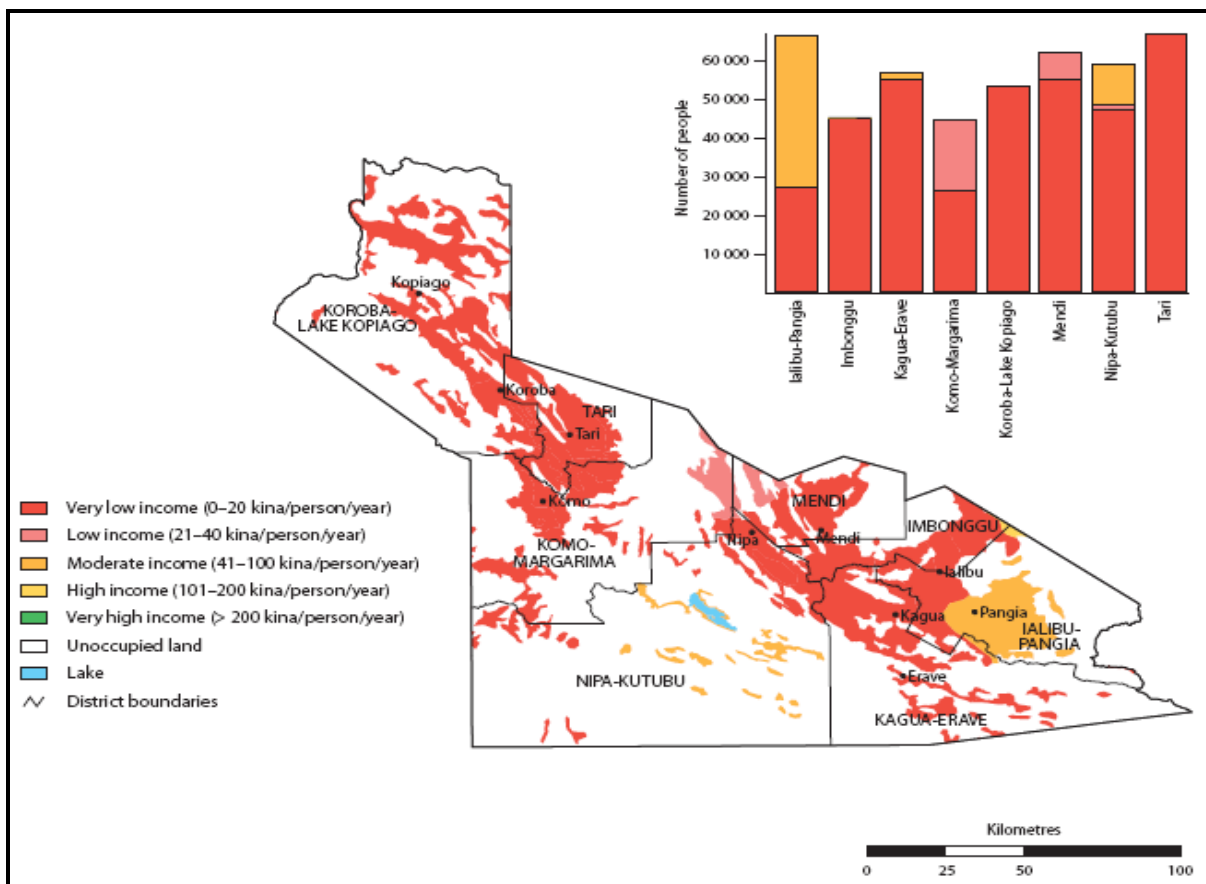 60 000
50 000
40 000
30 000
20 000
10 000
Number of people
Ialibu-Pangia
Imbonggu
Kagua-Erave
Komo-Margarima
Koroba-Lake Kopiago
Mendi
Nipa-Kutubu
Tari
Kopiago
KOROBA-
LAKE KOPIAGO
Koroba
TARI
Tari
Komo
KOMO-
MARGARIMA
MENDI
Mendi
Nipa
IMBONGGU
Ialibu
Kagua
Pangia
IALIBU-
PANGIA
NIPA-KUTUBU
Erave
KAGUA-ERAVE
Very low income (0–20 kina/person/year)
Low income (21–40 kina/person/year)
Moderate income (41–100 kina/person/year)
High income (101–200 kina/person/year)
Very high income (> 200 kina/person/year)
Unoccupied land
Lake
District boundaries
Kilometres
0 25 50 100